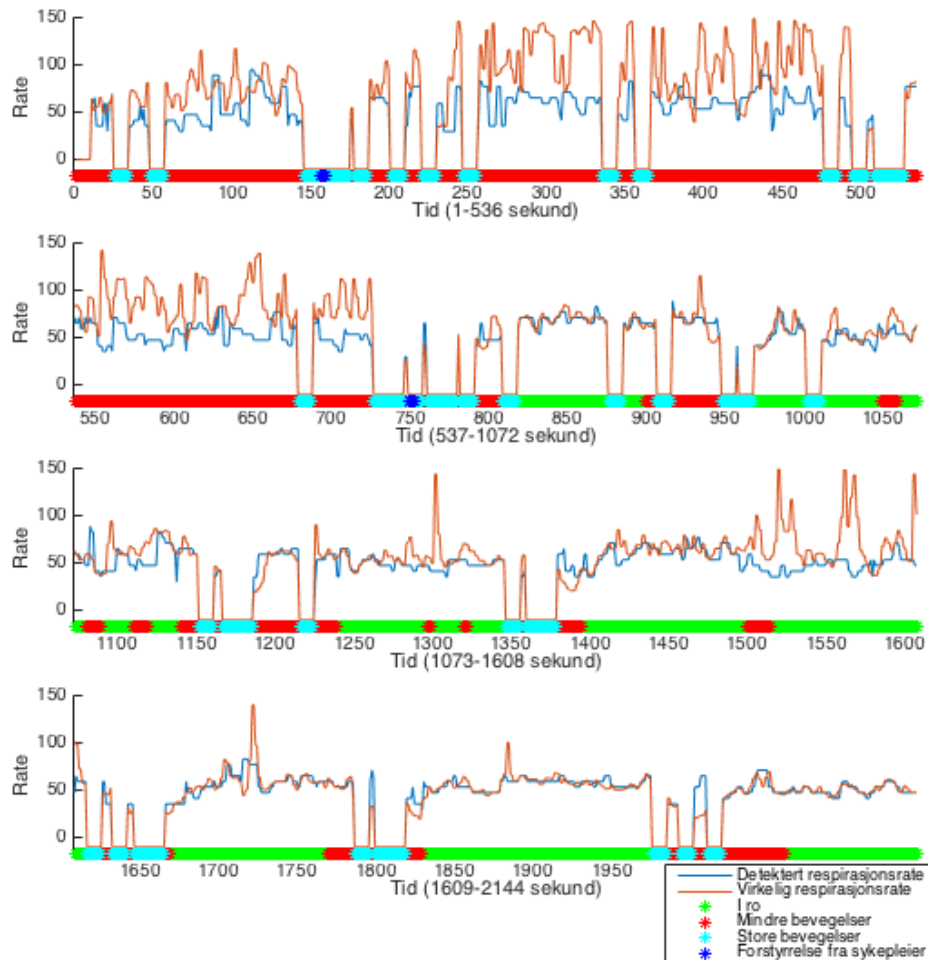 150
100
50
0
Rate
0 50 100 150 200 250 300 350 400 450 500
Tid (1-536 sekund)
150
100
50
0
Rate
550 600 650 700 750 800 850 900 950 1000 1050
Tid (537-1072 sekund)
150
100
50
0
Rate
1100 1150 1200 1250 1300 1350 1400 1450 1500 1550 1600
Tid (1073-1608 sekund)
150
100
50
0
Rate
1650 1700 1750 1800 1850 1900 1950
Tid (1609-2144 sekund)
Detektert respirasjonsrate
Virkelig respirasjonsrate
I ro
Mindre bevegelser
Store bevegelser
Forstyrrelse fra sykepleier